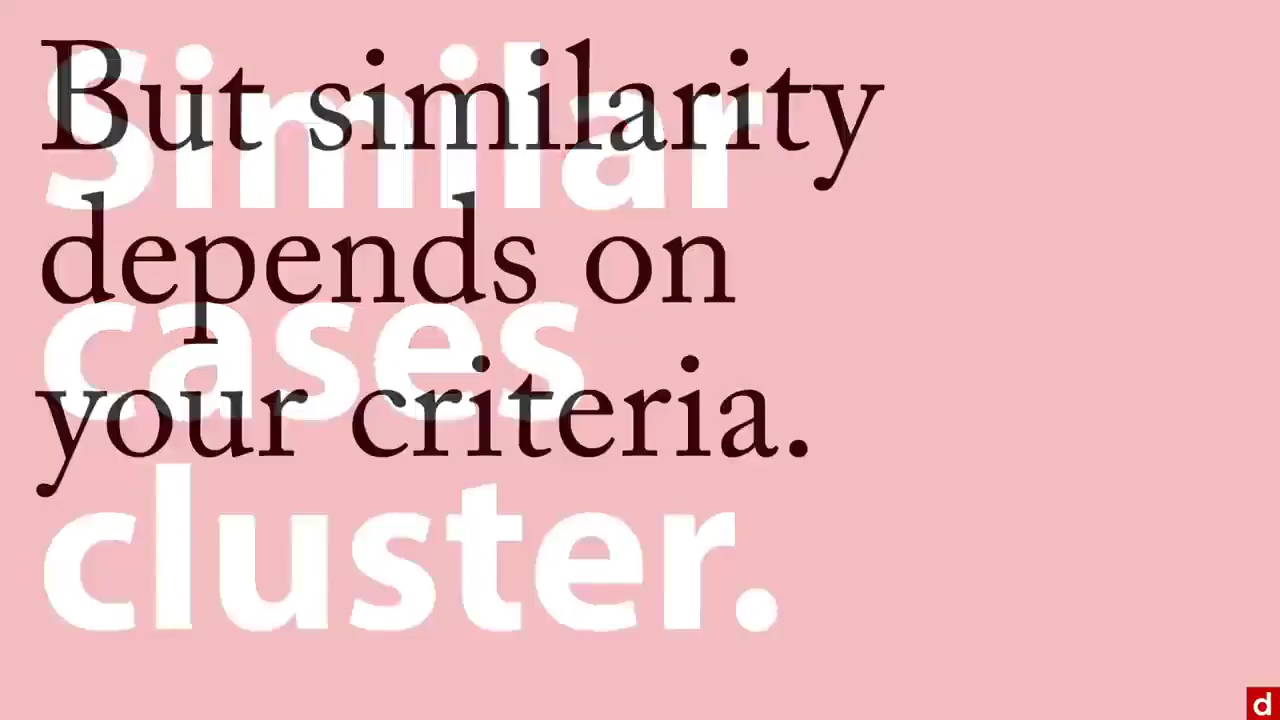 But similarity
depends on
your criteria.
Similar
cases
cluster.
d